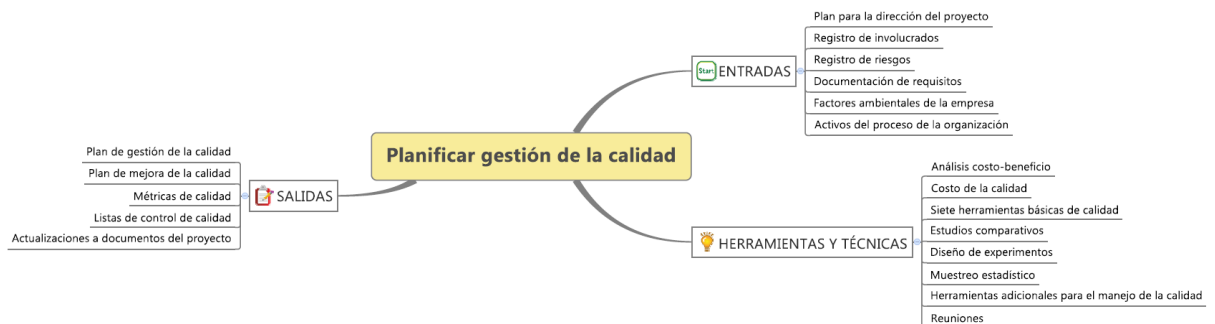 Planificar gestión de la calidad
Start
ENTRADAS
Plan para la dirección del proyecto
Registro de involucrados
Registro de riesgos
Documentación de requisitos
Factores ambientales de la empresa
Activos del proceso de la organización
HERRAMIENTAS Y TÉCNICAS
Análisis costo-beneficio
Costo de la calidad
Siete herramientas básicas de calidad
Estudios comparativos
Diseño de experimentos
Muestreo estadístico
Herramientas adicionales para el manejo de la calidad
Reuniones
SALIDAS
Plan de gestión de la calidad
Plan de mejora de la calidad
Métricas de calidad
Listas de control de calidad
Actualizaciones a documentos del proyecto